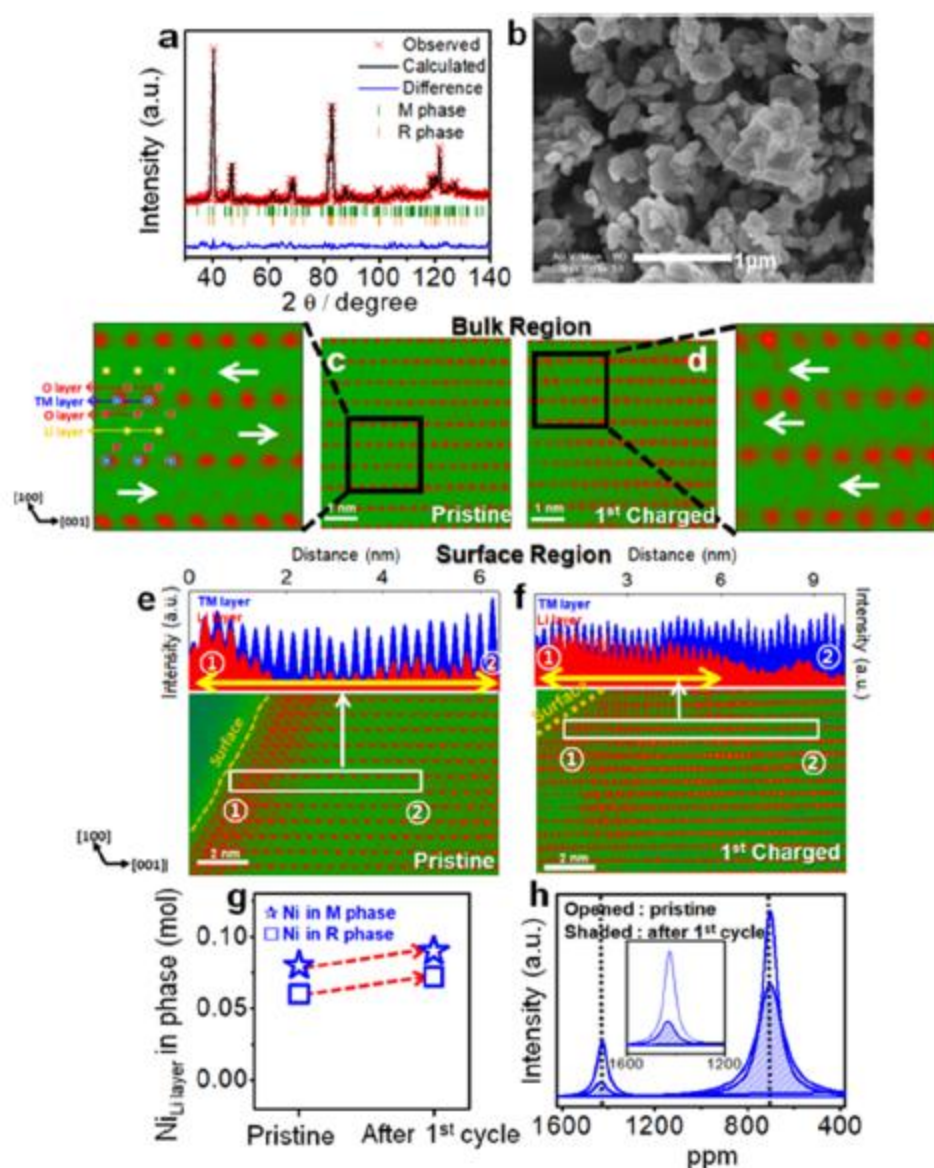 a
Observed
Calculated
Difference
M phase
R phase
Intensity (a.u.)
40 60 80 100 120 140
2 θ / degree
b
1μm
Bulk Region
c
d
O layer
TM layer
O layer
Li layer
[100]
[001]
1 nm
Pristine
1 nm
1st Charged
Distance (nm)
Surface Region
Distance (nm)
0 2 4 6
3 6 9
e
TM layer
Li layer
Intensity (a.u.)
① ②
f
TM layer
Li layer
Intensity (a.u.)
① ②
Surface
① ②
2 nm
Pristine
[100]
[001]
Surface
① ②
2 nm
1st Charged
g
Ni in M phase
Ni in R phase
0.10
0.05
0.00
NiLi layer in phase (mol)
Pristine After 1st cycle
h
Opened : pristine
Shaded : after 1st cycle
1600 1200
Intensity (a.u.)
1600 1200 800 400
ppm